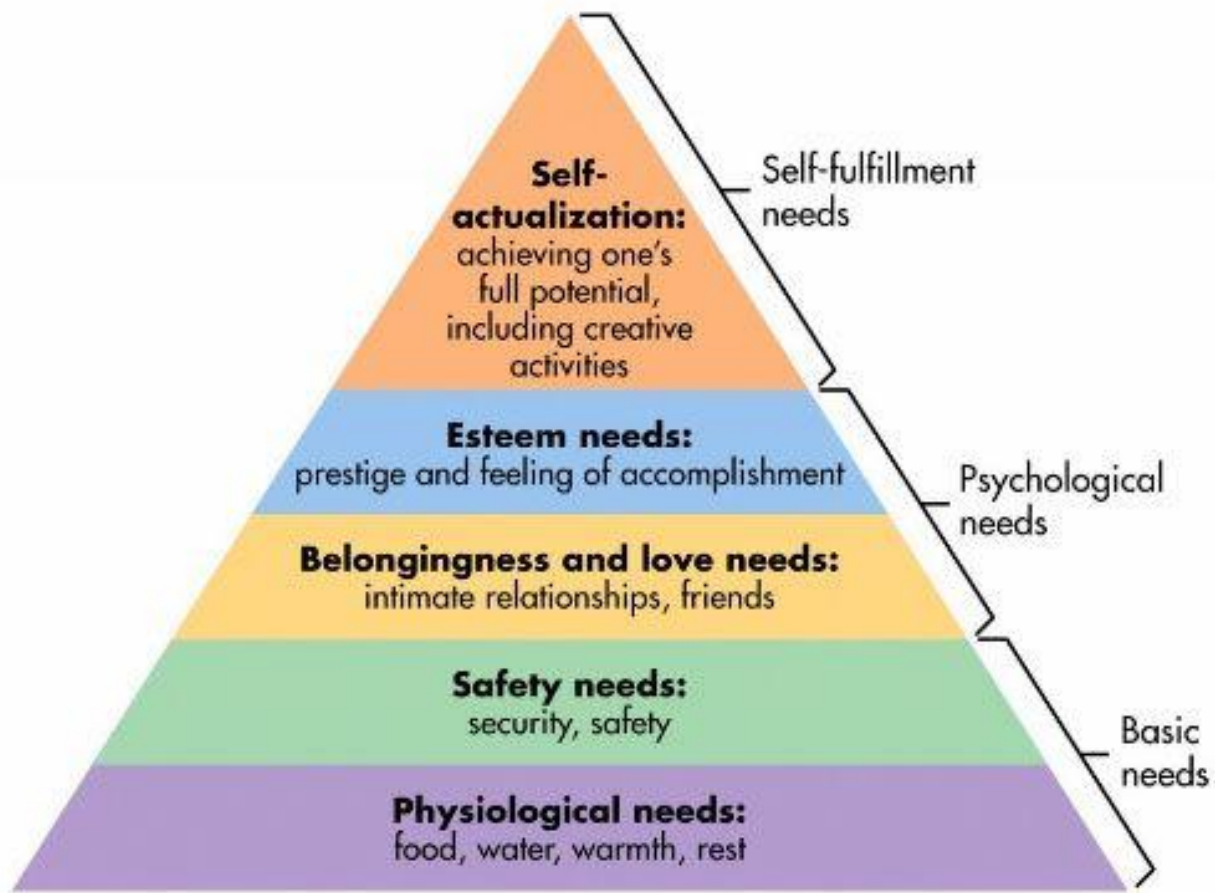 Self-
actualization:
achieving one's
full potential,
including creative
activities
Self-fulfillment
needs
Esteem needs:
prestige and feeling of accomplishment
Psychological
needs
Belongingness and love needs:
intimate relationships, friends
Safety needs:
security, safety
Basic
needs
Physiological needs:
food, water, warmth, rest